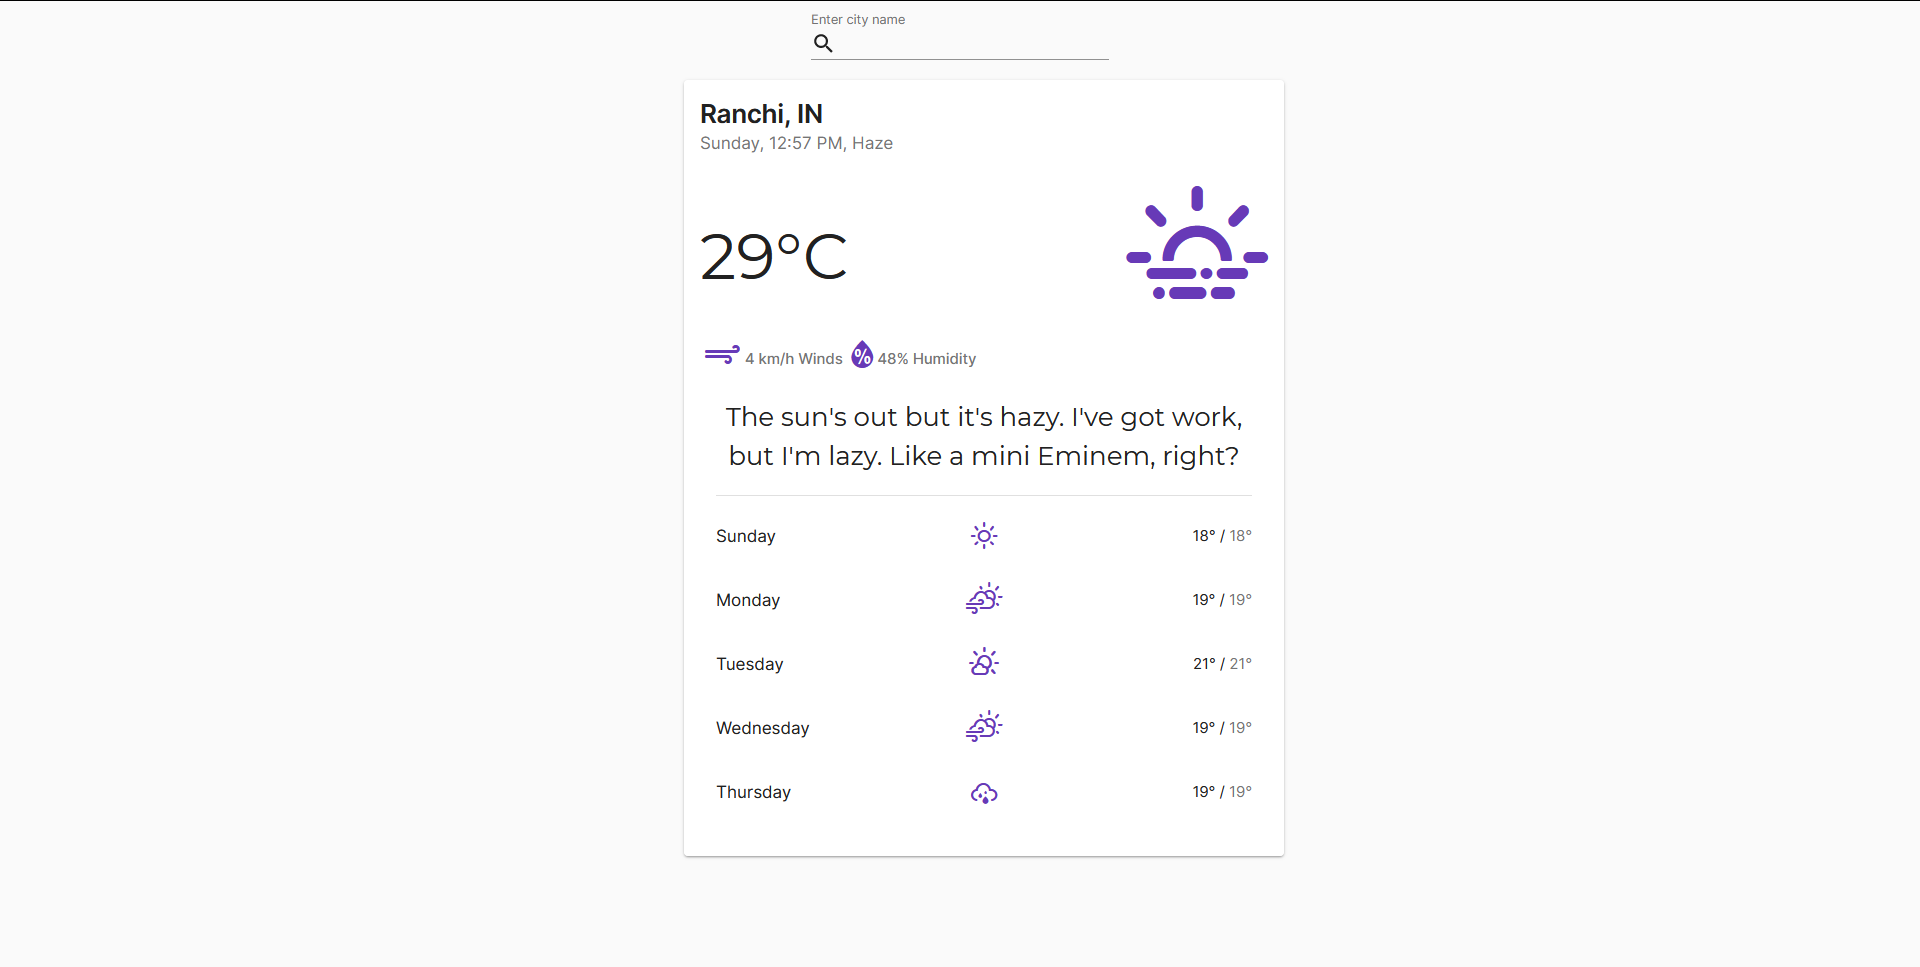 Enter city name
Ranchi, IN
Sunday, 12:57 PM, Haze
29°C
4 km/h Winds % 48% Humidity
The sun's out but it's hazy. I've got work,
but I'm lazy. Like a mini Eminem, right?
Sunday 18° / 18°
Monday 19° / 19°
Tuesday 21° / 21°
Wednesday 19° / 19°
Thursday 19° / 19°